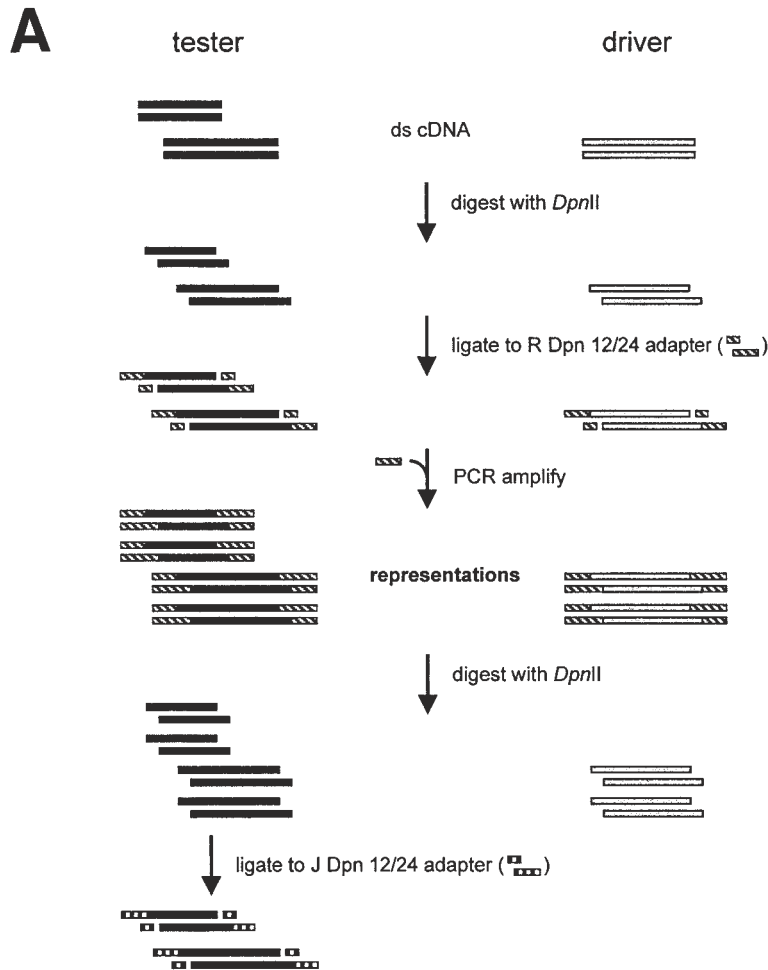 A
tester
driver
ds cDNA
digest with DpnII
ligate to R Dpn 12/24 adapter ( )
PCR amplify
representations
digest with DpnII
ligate to J Dpn 12/24 adapter ( )